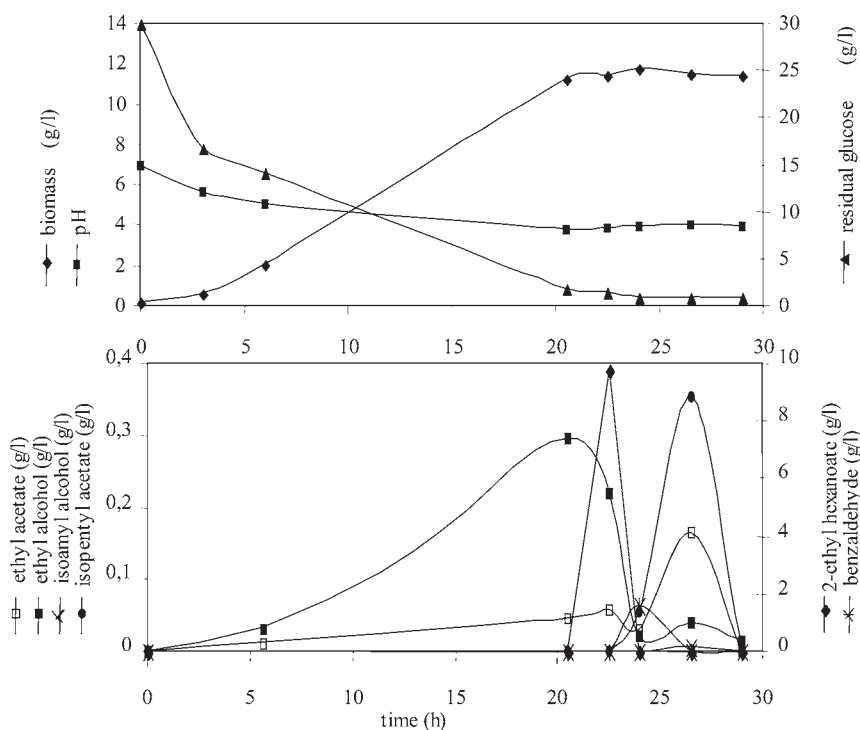 14
12
10
8
6
4
2
0
biomass (g/l)
pH
30
25
20
15
10
5
0
residual glucose (g/l)
0 5 10 15 20 25 30
0,4
0,3
0,2
0,1
0
ethyl acetate (g/l)
ethyl alcohol (g/l)
isoamyl alcohol (g/l)
isopentyl acetate (g/l)
10
8
6
4
2
0
2-ethyl hexanoate (g/l)
benzaldehyde (g/l)
0 5 10 15 20 25 30
time (h)